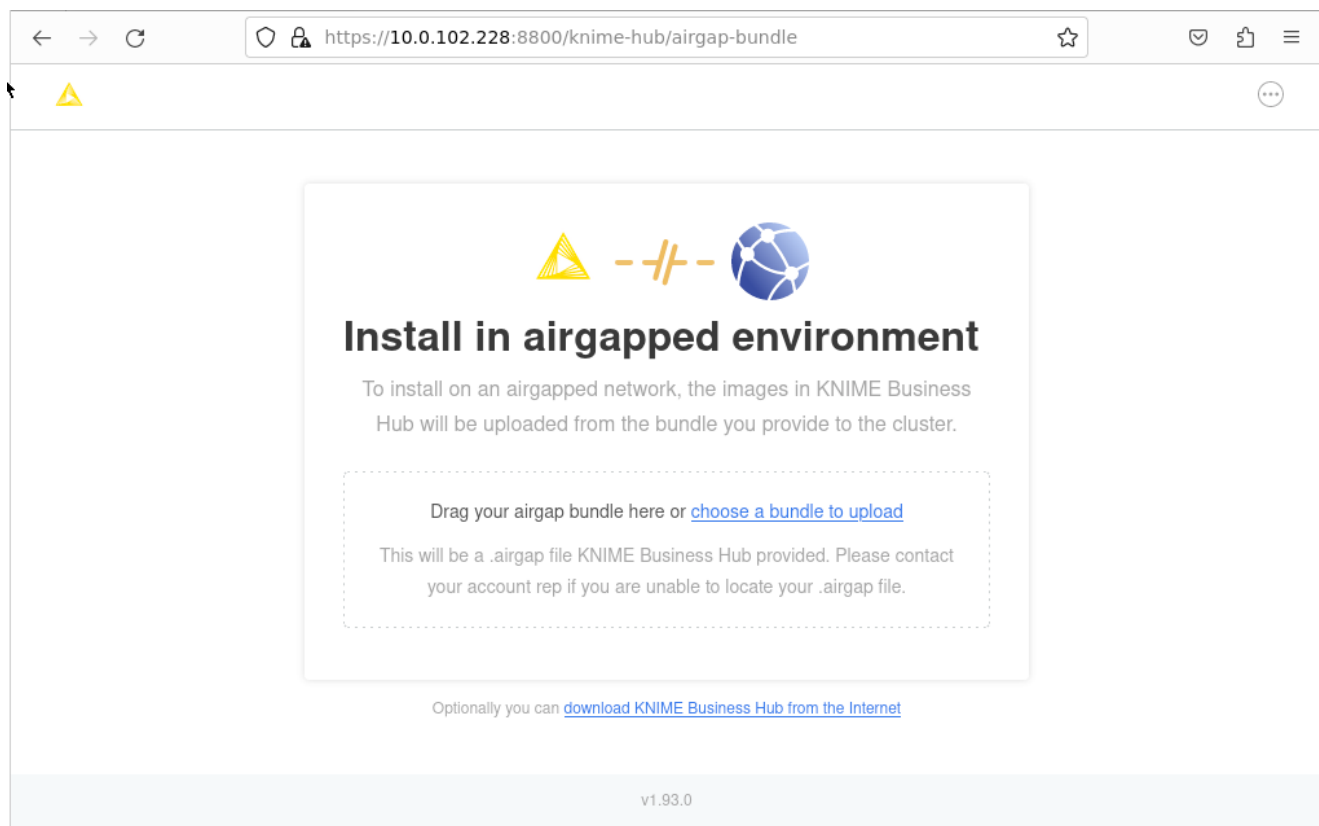 https://10.0.102.228:8800/knime-hub/airgap-bundle
Install in airgapped environment
To install on an airgapped network, the images in KNIME Business
Hub will be uploaded from the bundle you provide to the cluster.
Drag your airgap bundle here or choose a bundle to upload
This will be a .airgap file KNIME Business Hub provided. Please contact
your account rep if you are unable to locate your .airgap file.
Optionally you can download KNIME Business Hub from the Internet
v1.93.0